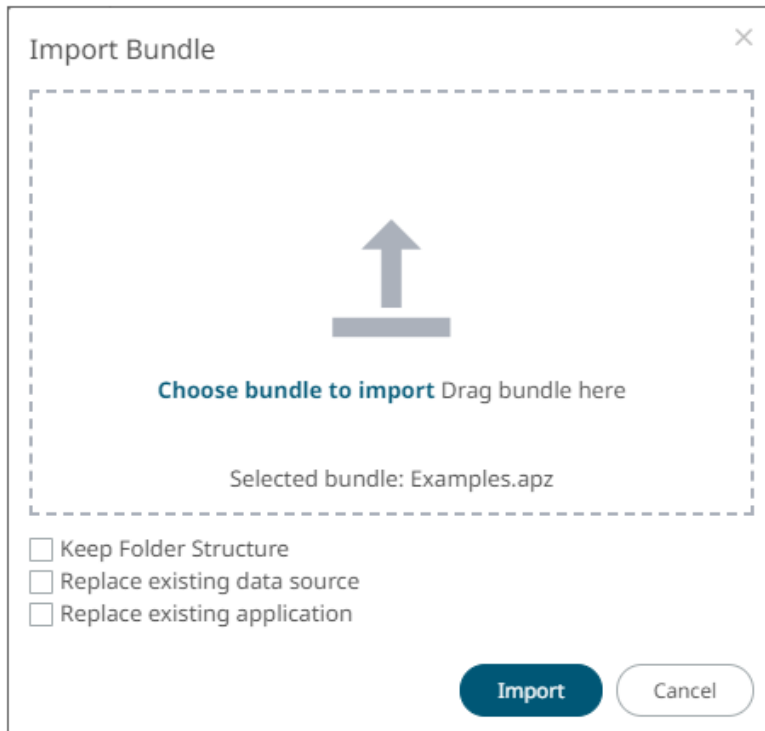 Import Bundle
Choose bundle to import Drag bundle here
Selected bundle: Examples.apz
Keep Folder Structure
Replace existing data source
Replace existing application
Import Cancel